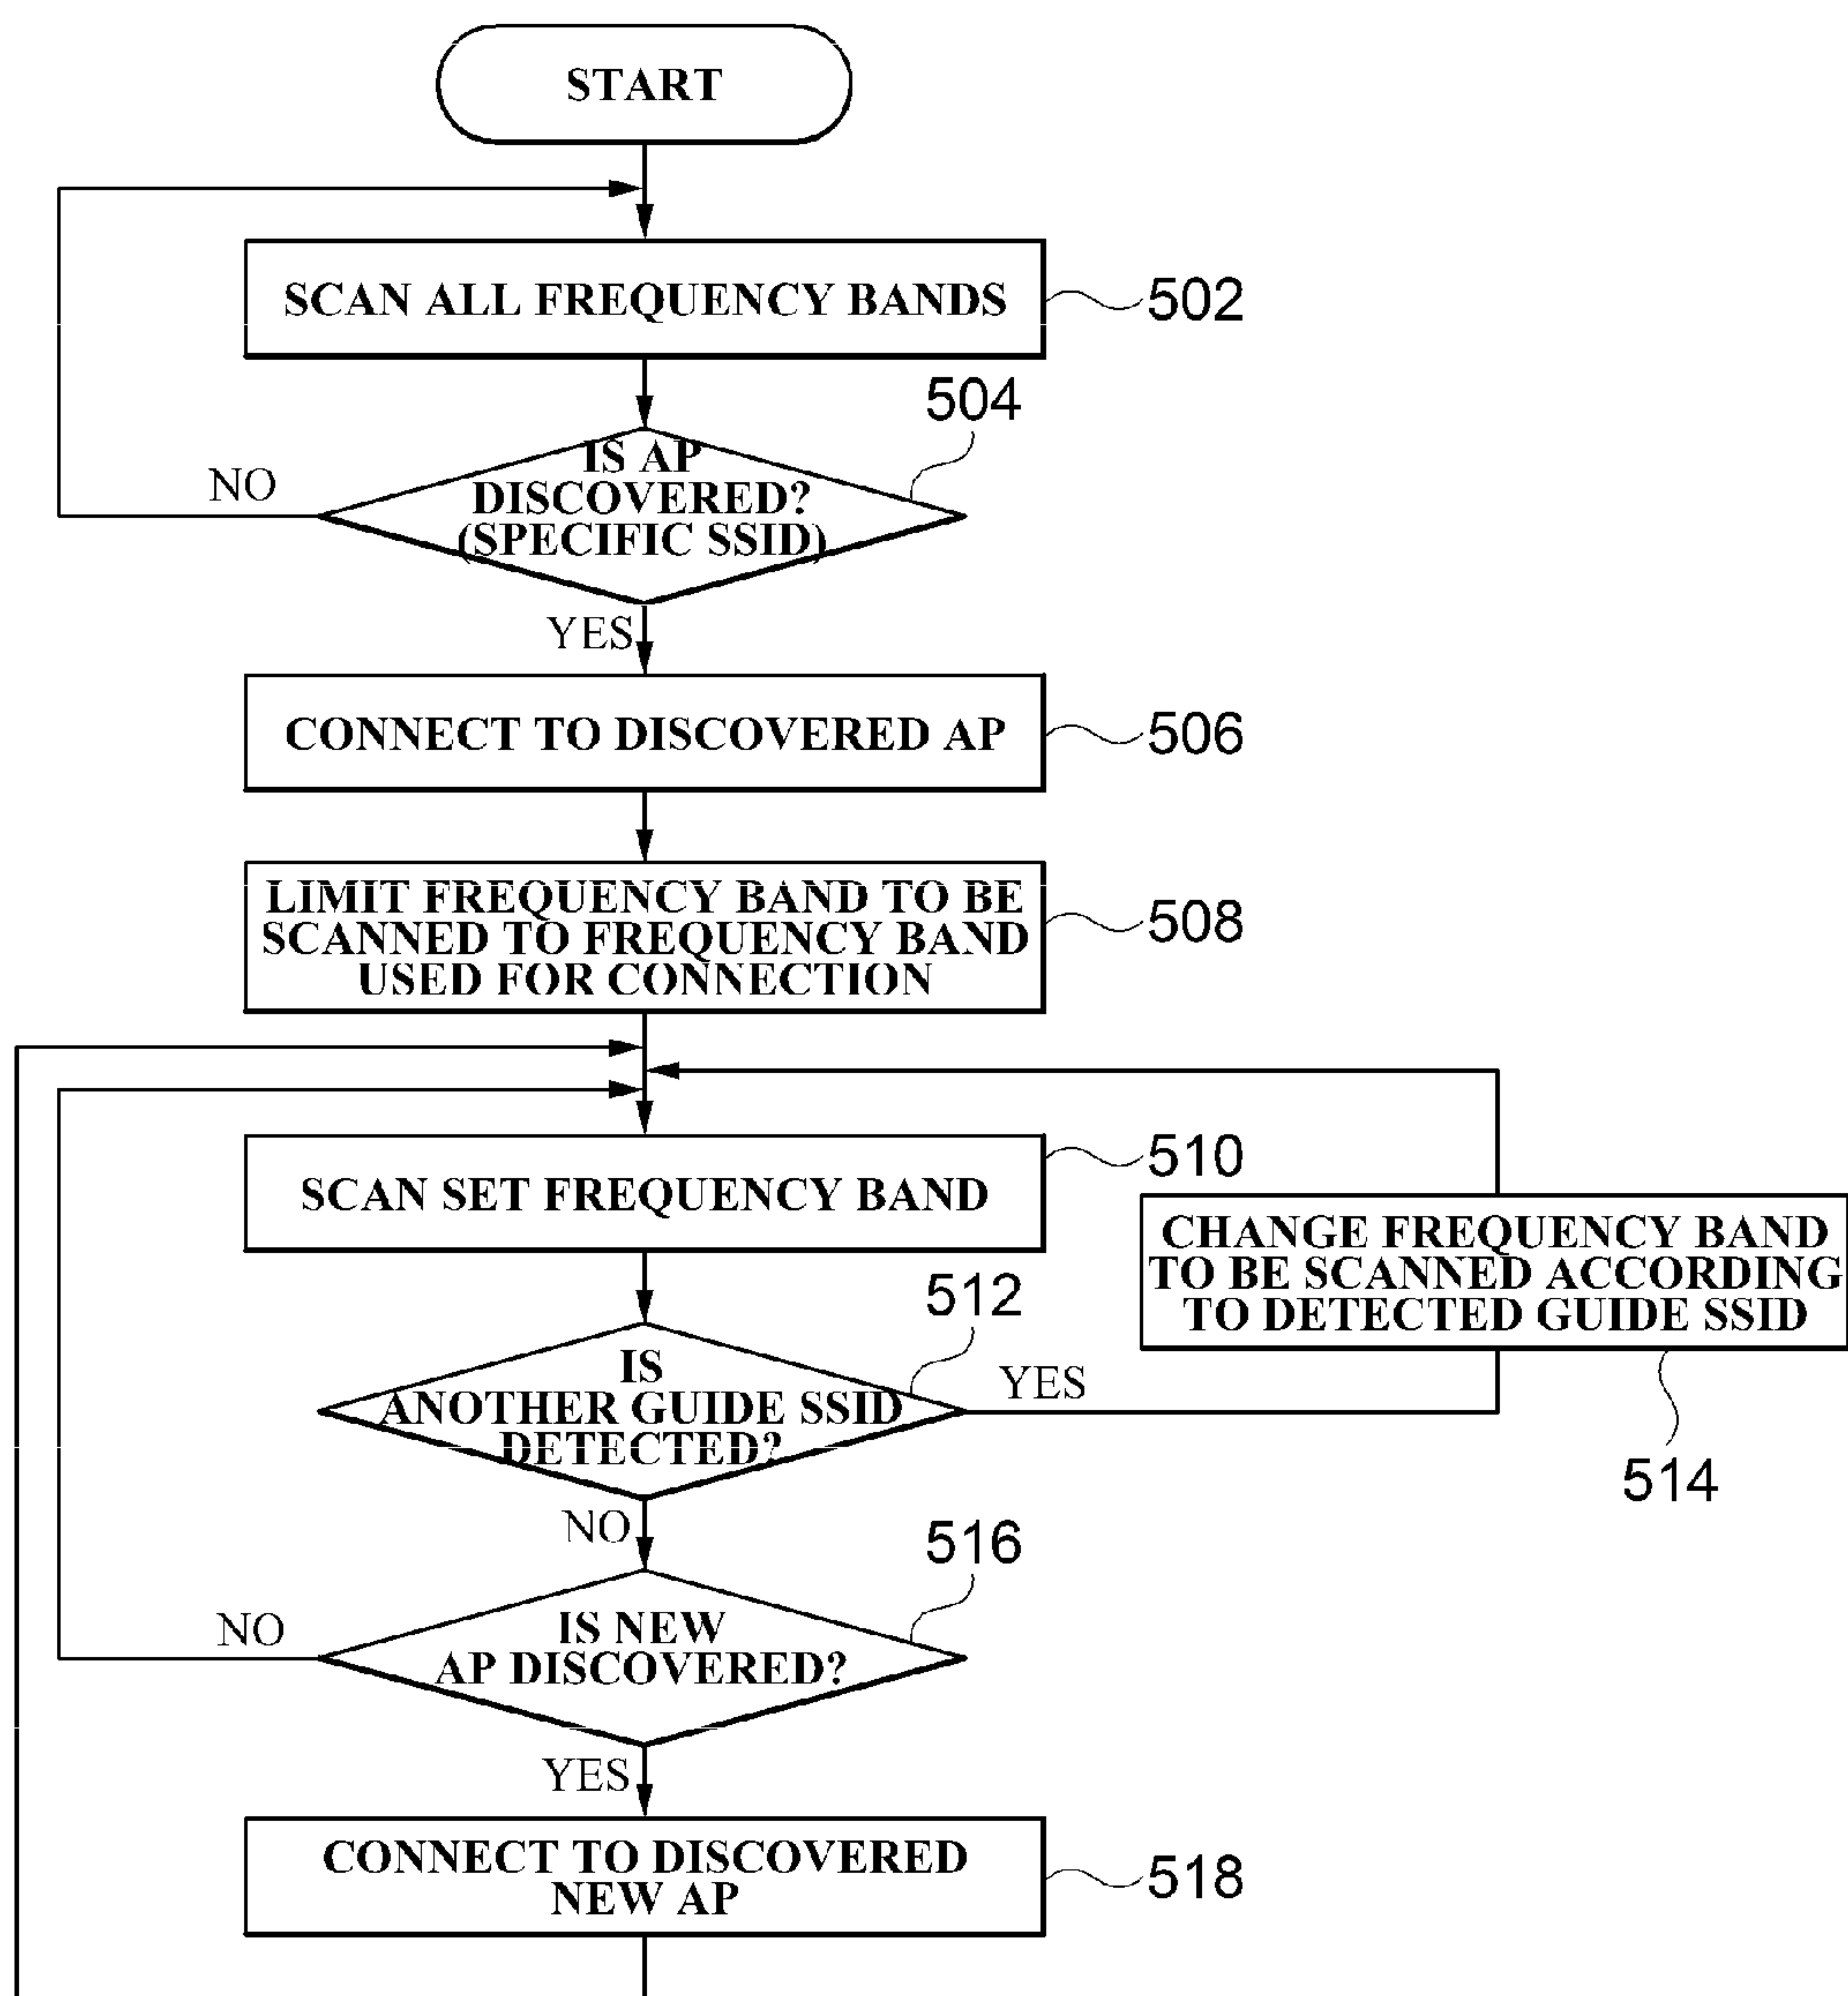 START
SCAN ALL FREQUENCY BANDS
502
504
IS AP
DISCOVERED?
(SPECIFIC SSID)
NO
YES
CONNECT TO DISCOVERED AP
506
LIMIT FREQUENCY BAND TO BE
SCANNED TO FREQUENCY BAND
USED FOR CONNECTION
508
SCAN SET FREQUENCY BAND
510
CHANGE FREQUENCY BAND
TO BE SCANNED ACCORDING
TO DETECTED GUIDE SSID
514
512
IS
ANOTHER GUIDE SSID
DETECTED?
YES
NO
516
IS NEW
AP DISCOVERED?
NO
YES
CONNECT TO DISCOVERED
NEW AP
518